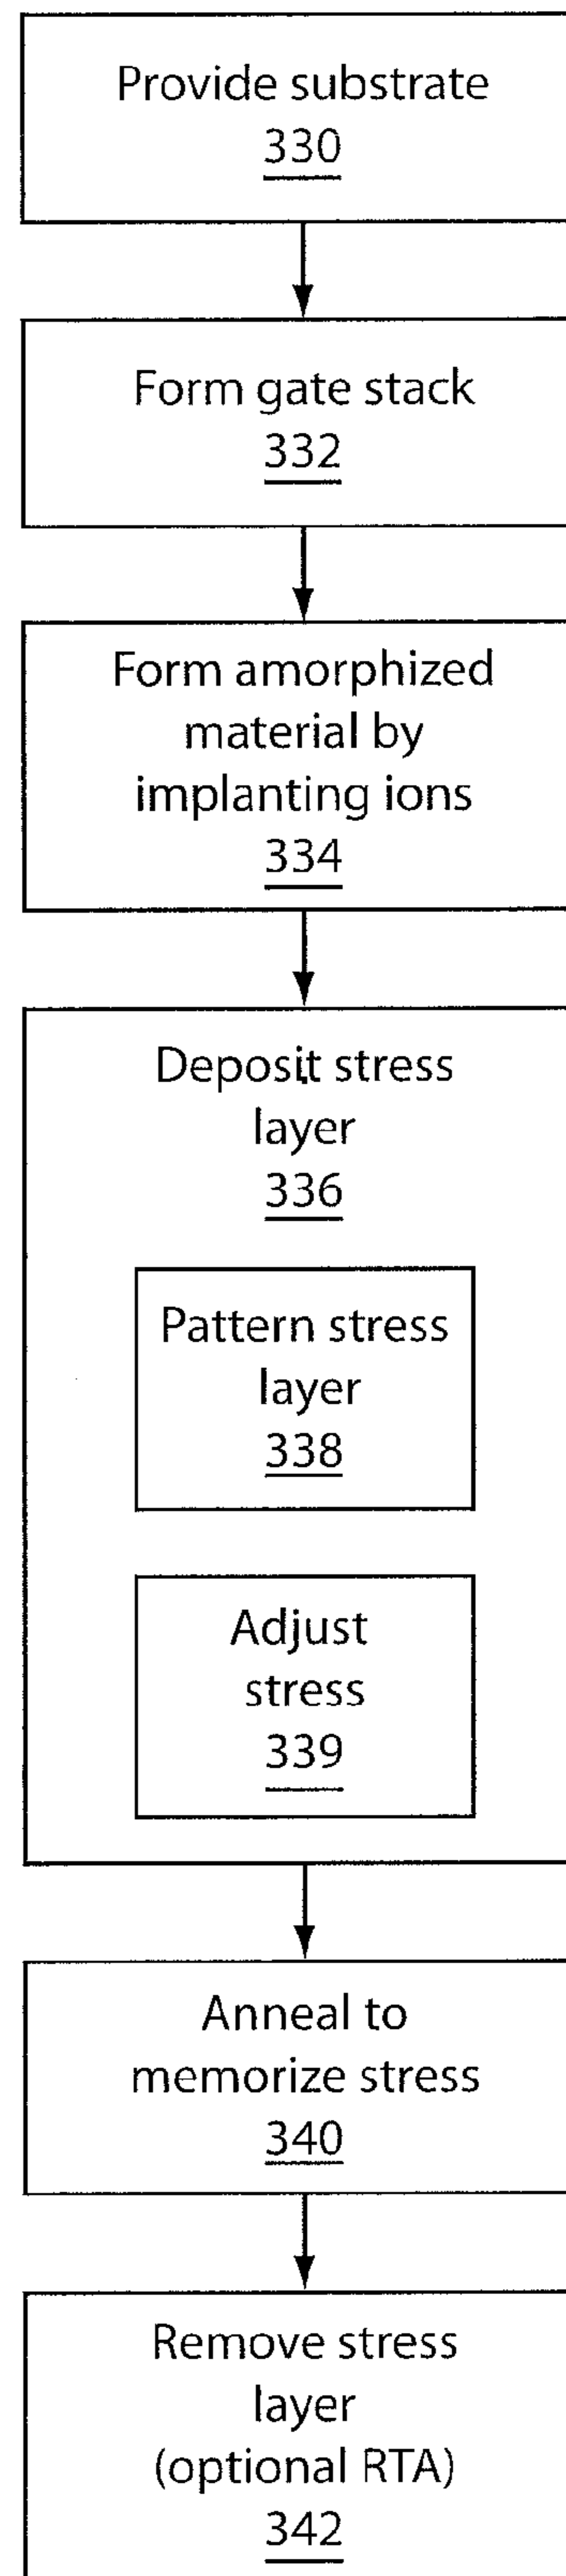 Provide substrate
330
Form gate stack
332
Form amorphized
material by
implanting ions
334
Deposit stress
layer
336
Pattern stress
layer
338
Adjust
stress
339
Anneal to
memorize stress
340
Remove stress
layer
(optional RTA)
342